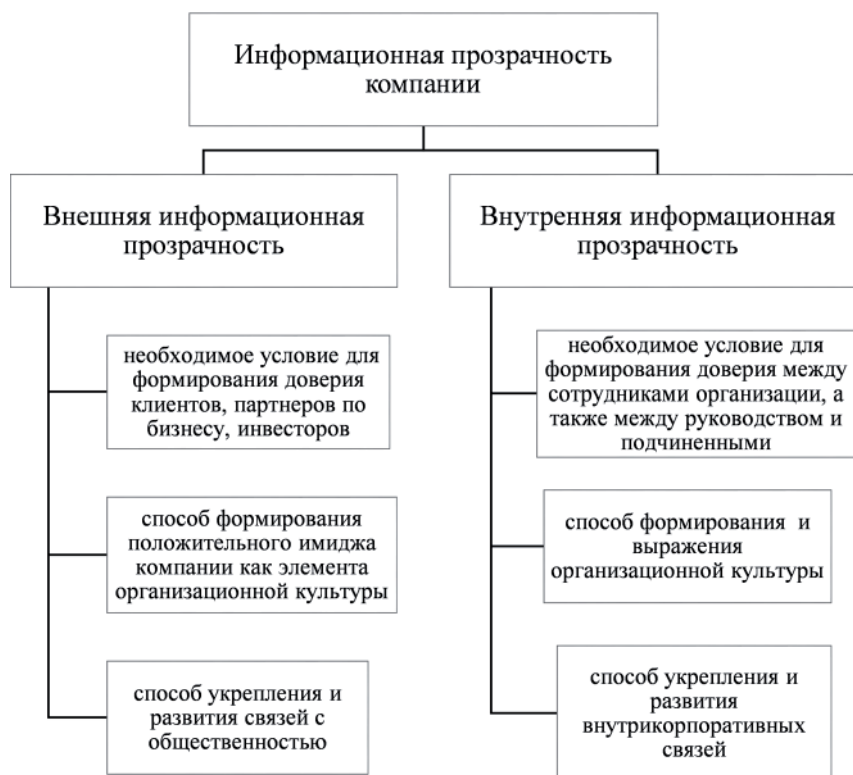 Информационная прозрачность
компании
Внешняя информационная
прозрачность
необходимое условие для
формирования доверия
клиентов, партнеров по
бизнесу, инвесторов
способ формирования
положительного имиджа
компании как элемента
организационной культуры
способ укрепления и
развития связей с
общественностью
Внутренняя информационная
прозрачность
необходимое условие для
формирования доверия между
сотрудниками организации, а
также между руководством и
подчиненными
способ формирования и
выражения
организационной культуры
способ укрепления и
развития
внутрикорпоративных
связей